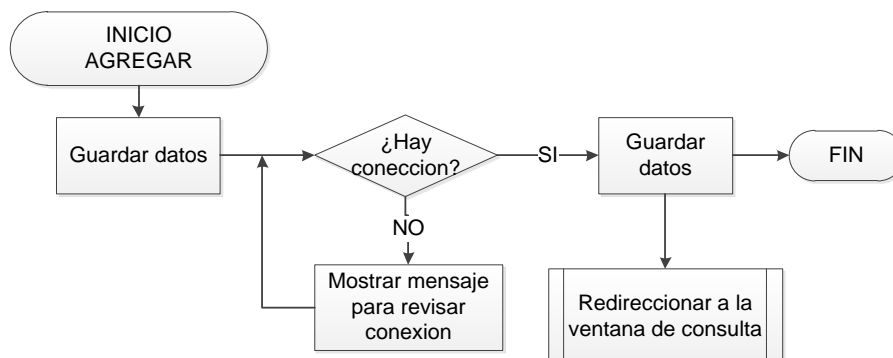 INICIO
AGREGAR
Guardar datos
¿Hay
coneccion?
SI
Guardar
datos
FIN
NO
Mostrar mensaje
para revisar
conexion
Redireccionar a la
ventana de consulta